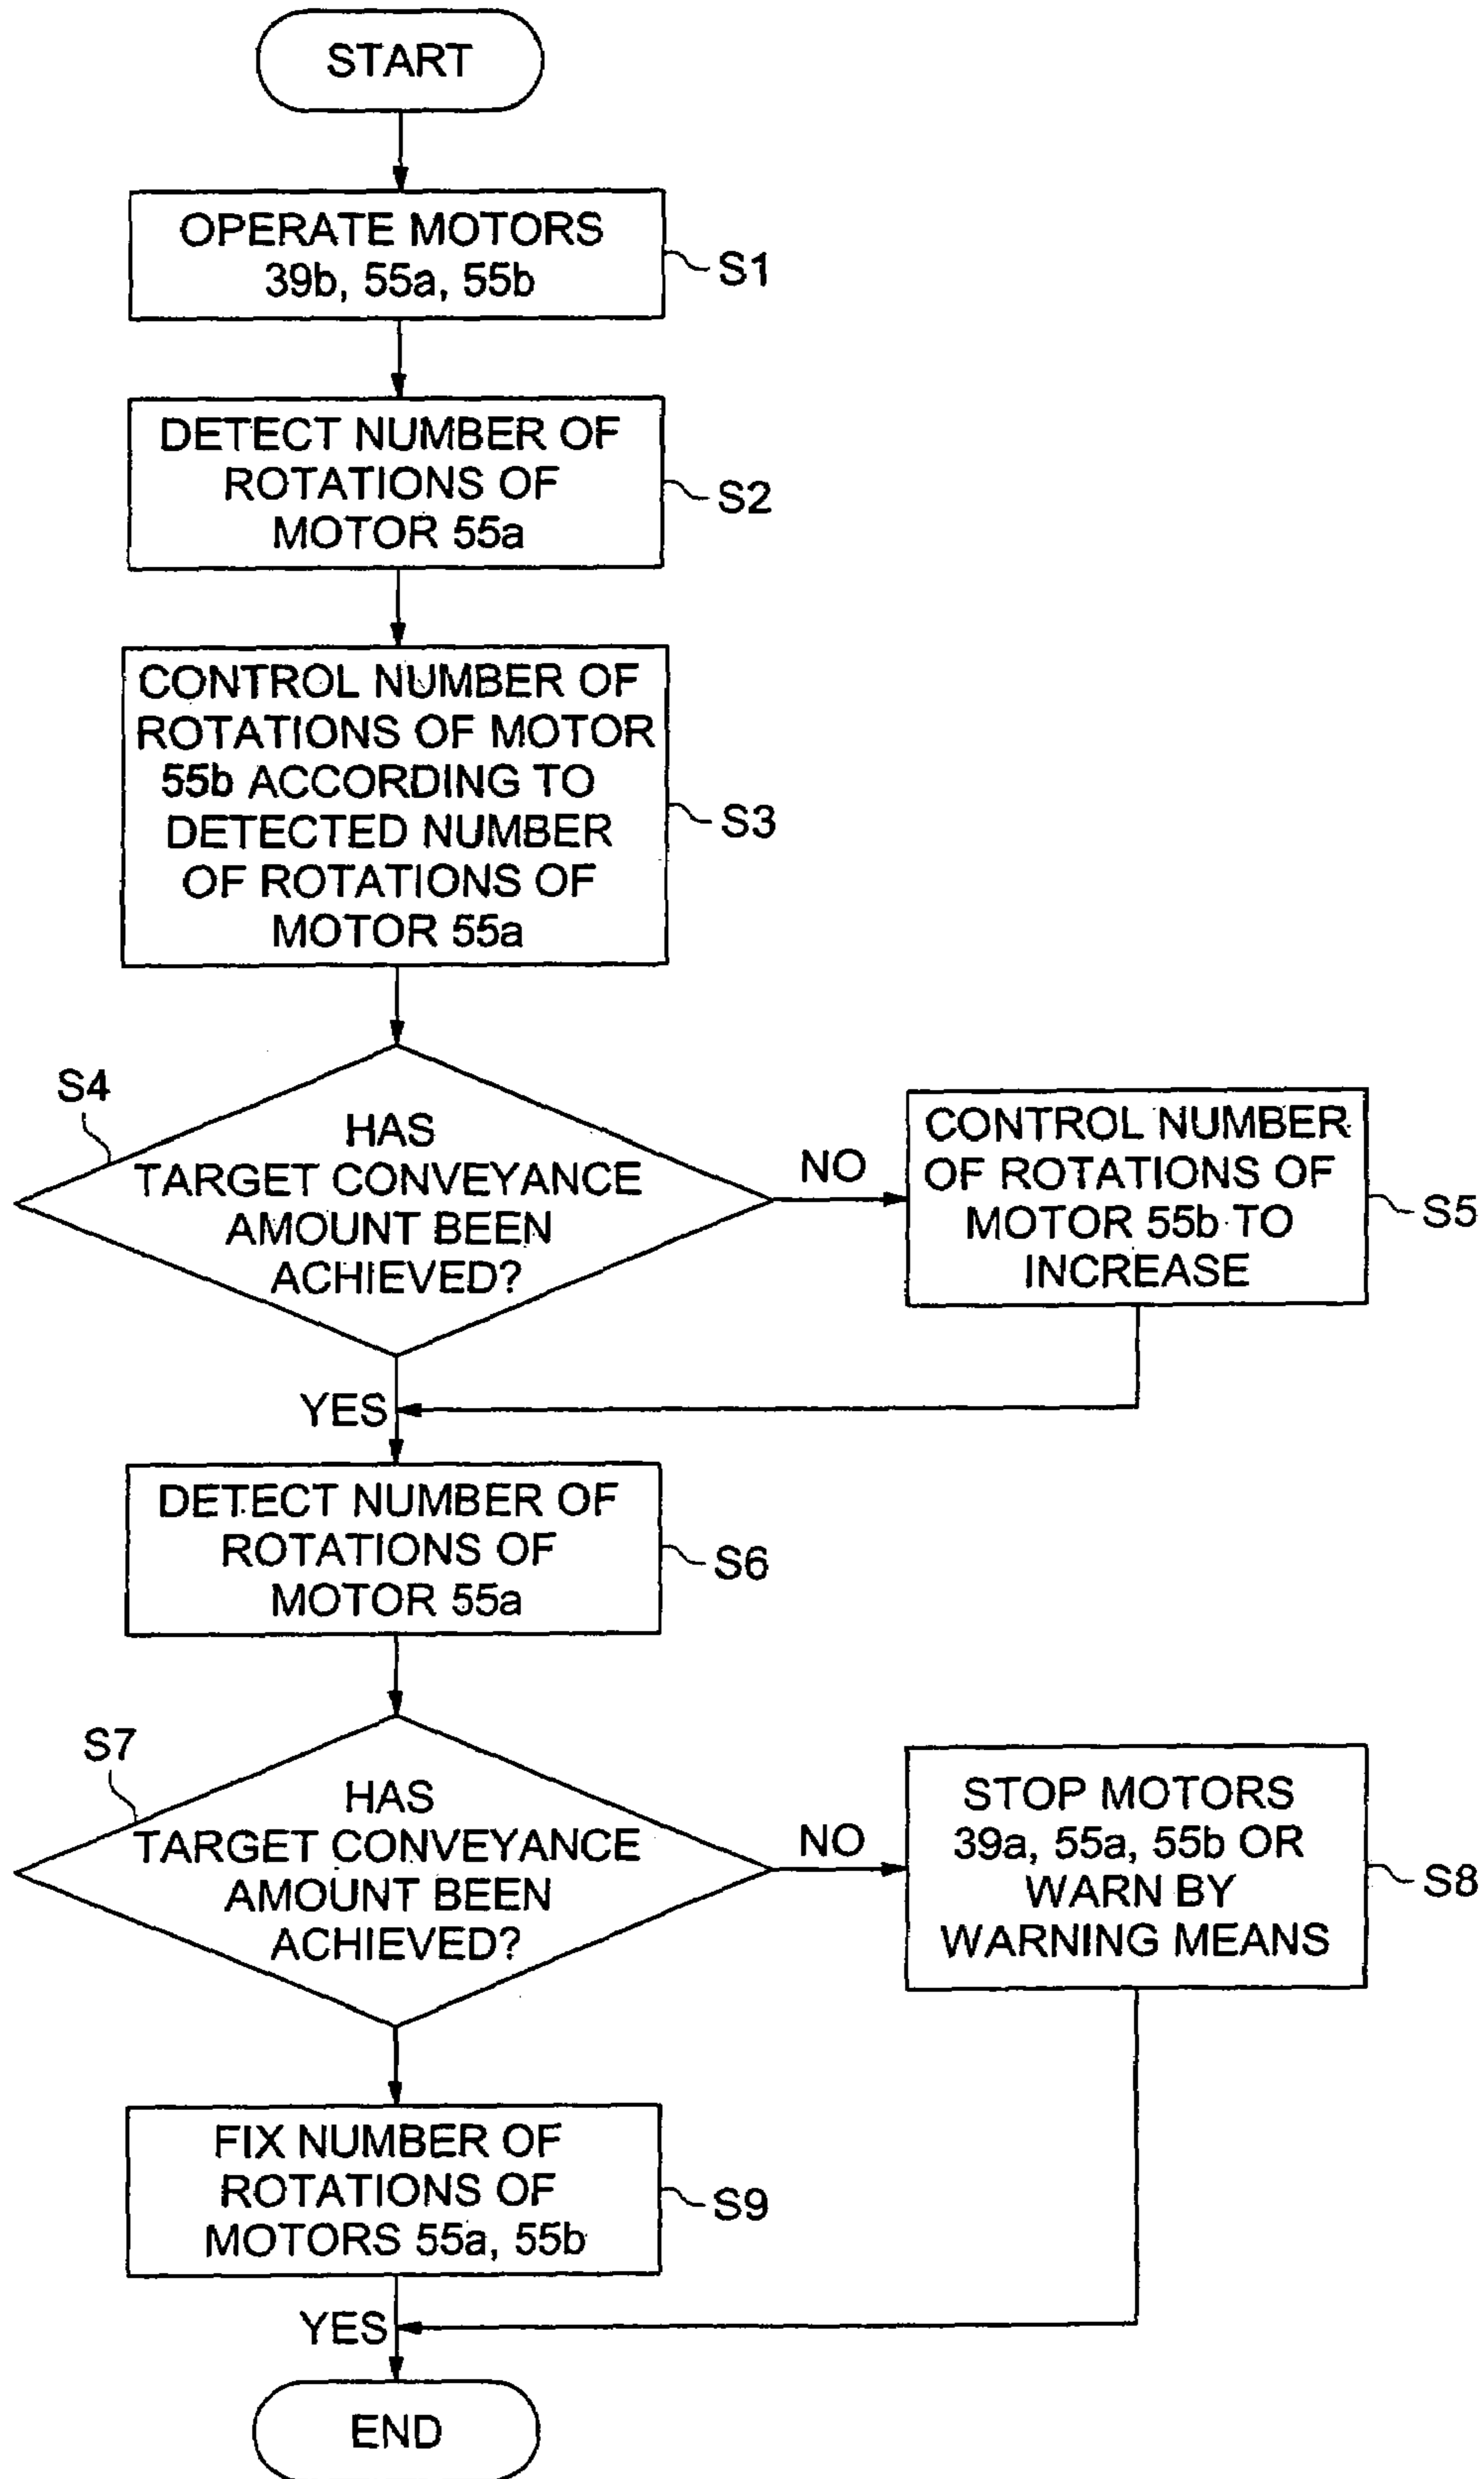 START
OPERATE MOTORS
39b, 55a, 55b
S1
DETECT NUMBER OF
ROTATIONS OF
MOTOR 55a
S2
CONTROL NUMBER OF
ROTATIONS OF MOTOR
55b ACCORDING TO
DETECTED NUMBER
OF ROTATIONS OF
MOTOR 55a
S3
S4
HAS
TARGET CONVEYANCE
AMOUNT BEEN
ACHIEVED?
NO
CONTROL NUMBER
OF ROTATIONS OF
MOTOR 55b TO
INCREASE
S5
YES
DETECT NUMBER OF
ROTATIONS OF
MOTOR 55a
S6
S7
HAS
TARGET CONVEYANCE
AMOUNT BEEN
ACHIEVED?
NO
STOP MOTORS
39a, 55a, 55b OR
WARN BY
WARNING MEANS
S8
FIX NUMBER OF
ROTATIONS OF
MOTORS 55a, 55b
S9
YES
END